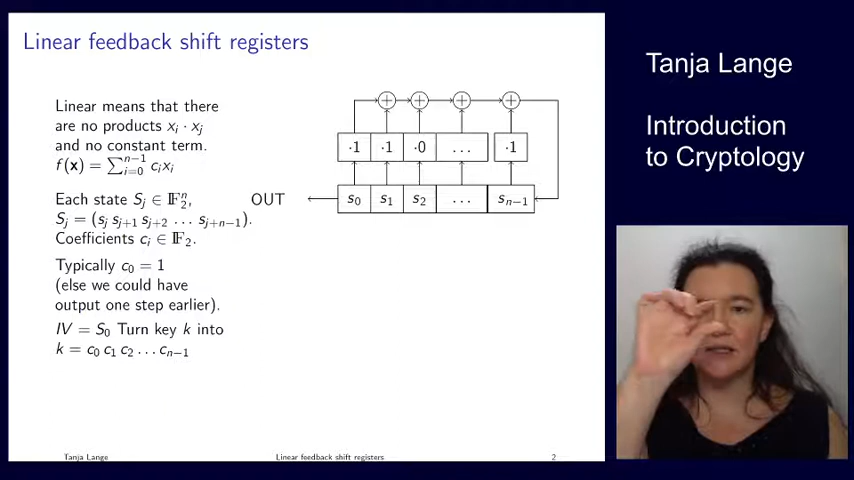 Linear feedback shift registers
Linear means that there
are no products x_i · x_j
and no constant term.
f(x) = ∑_{i=0}^{n−1} c_i x_i
Each state S_j ∈ 𝔽_2^n,
S_j = (s_j s_{j+1} s_{j+2} … s_{j+n−1}).
Coefficients c_i ∈ 𝔽_2.
Typically c_0 = 1
(else we could have
output one step earlier).
IV = S_0 Turn key k into
k = c_0 c_1 c_2 … c_{n−1}
+ + + +
·1 ·1 ·0 … ·1
OUT s_0 s_1 s_2 … s_{n−1}
Tanja Lange Linear feedback shift registers 2
Tanja Lange
Introduction
to Cryptology